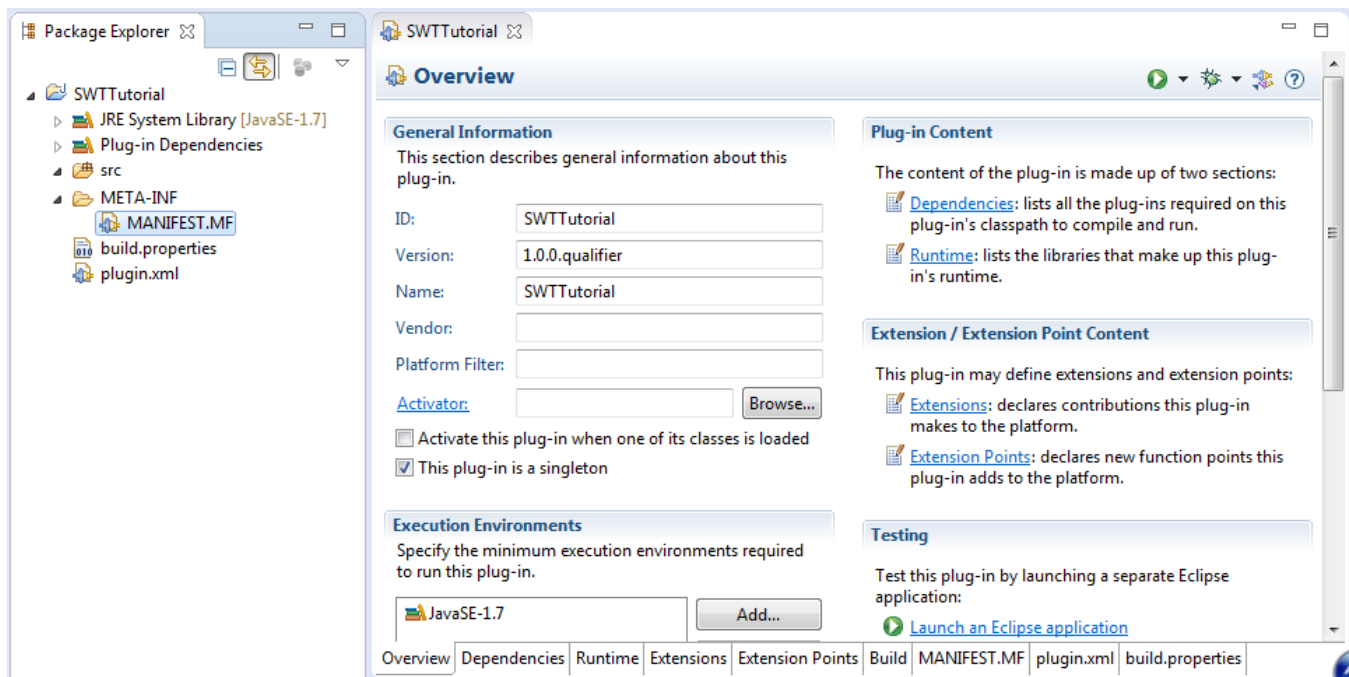 Package Explorer
SWTTutorial
JRE System Library [JavaSE-1.7]
Plug-in Dependencies
src
META-INF
MANIFEST.MF
build.properties
plugin.xml
SWTTutorial
Overview
General Information
This section describes general information about this
plug-in.
ID: SWTTutorial
Version: 1.0.0.qualifier
Name: SWTTutorial
Vendor:
Platform Filter:
Activator: Browse...
Activate this plug-in when one of its classes is loaded
This plug-in is a singleton
Execution Environments
Specify the minimum execution environments required
to run this plug-in.
JavaSE-1.7 Add...
Plug-in Content
The content of the plug-in is made up of two sections:
Dependencies: lists all the plug-ins required on this
plug-in's classpath to compile and run.
Runtime: lists the libraries that make up this plug-
in's runtime.
Extension / Extension Point Content
This plug-in may define extensions and extension points:
Extensions: declares contributions this plug-in
makes to the platform.
Extension Points: declares new function points this
plug-in adds to the platform.
Testing
Test this plug-in by launching a separate Eclipse
application:
Launch an Eclipse application
Overview Dependencies Runtime Extensions Extension Points Build MANIFEST.MF plugin.xml build.properties